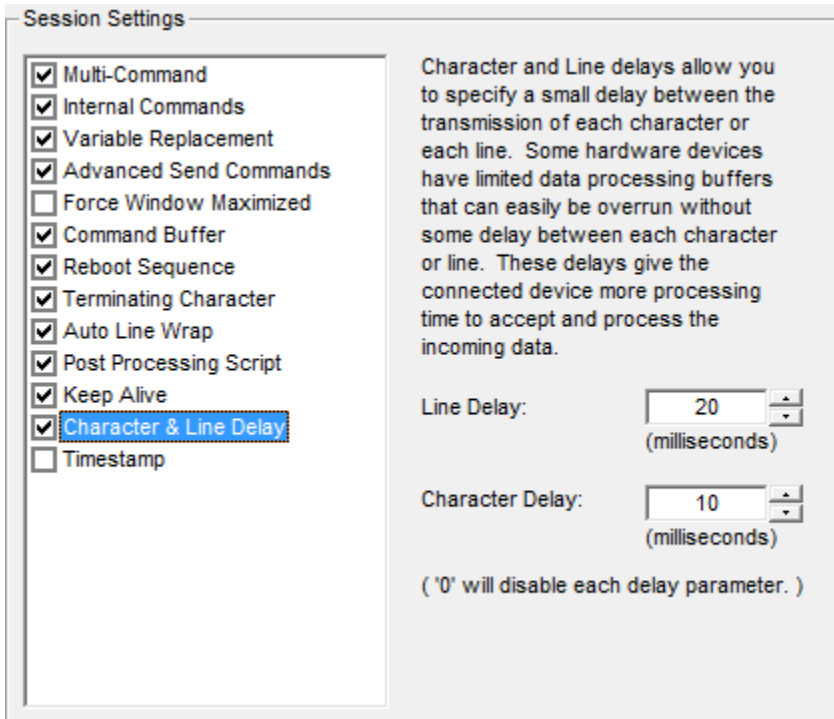 Session Settings
Multi-Command
Internal Commands
Variable Replacement
Advanced Send Commands
Force Window Maximized
Command Buffer
Reboot Sequence
Terminating Character
Auto Line Wrap
Post Processing Script
Keep Alive
Character & Line Delay
Timestamp
Character and Line delays allow you
to specify a small delay between the
transmission of each character or
each line. Some hardware devices
have limited data processing buffers
that can easily be overrun without
some delay between each character
or line. These delays give the
connected device more processing
time to accept and process the
incoming data.
Line Delay: 20
(milliseconds)
Character Delay: 10
(milliseconds)
( '0' will disable each delay parameter. )